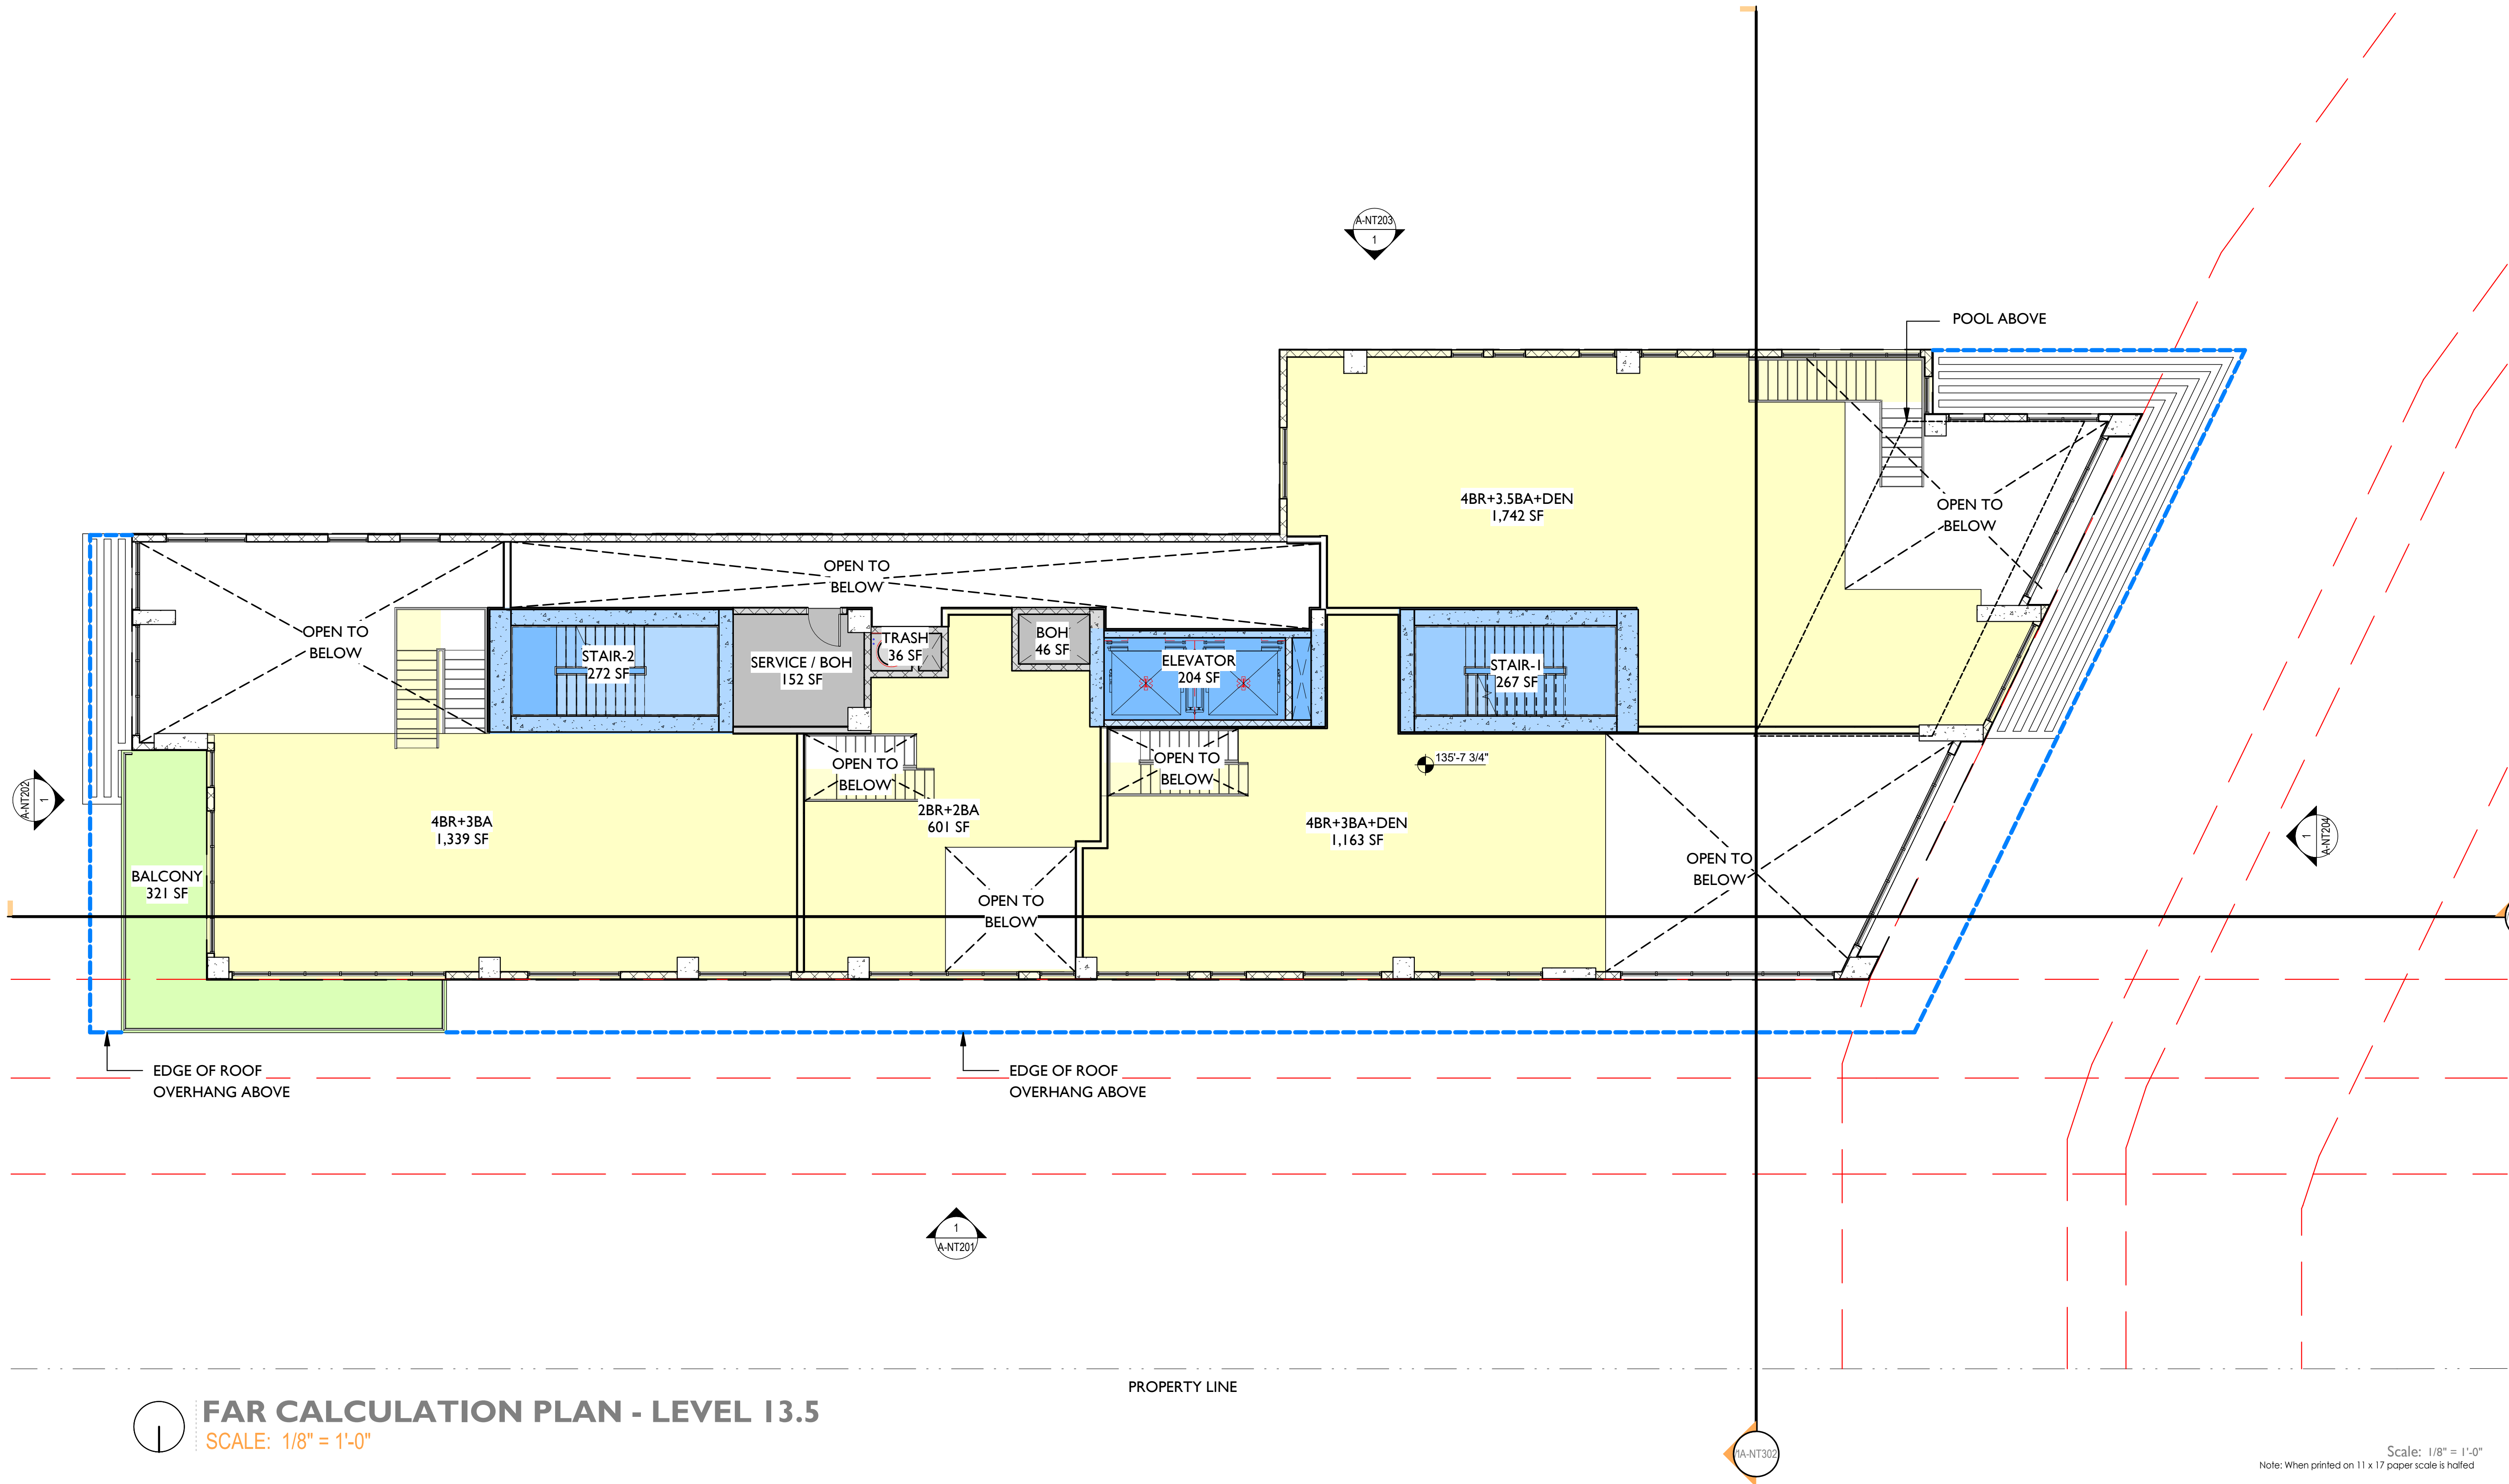 A-NT203
1
POOL ABOVE
4BR+3.5BA+DEN
1,742 SF
OPEN TO
BELOW
OPEN TO
BELOW
OPEN TO
BELOW
STAIR-2
272 SF
SERVICE / BOH
152 SF
TRASH
36 SF
BOH
46 SF
ELEVATOR
204 SF
STAIR-1
267 SF
OPEN TO
BELOW
OPEN TO
BELOW
135'-7 3/4"
A-NT202
1
4BR+3BA
1,339 SF
2BR+2BA
601 SF
4BR+3BA+DEN
1,163 SF
1
A-NT204
BALCONY
321 SF
OPEN TO
BELOW
OPEN TO
BELOW
EDGE OF ROOF
OVERHANG ABOVE
EDGE OF ROOF
OVERHANG ABOVE
1
A-NT201
PROPERTY LINE
FAR CALCULATION PLAN - LEVEL 13.5
SCALE: 1/8" = 1'-0"
A-NT302
Scale: 1/8" = 1'-0"
Note: When printed on 11 x 17 paper scale is halfed